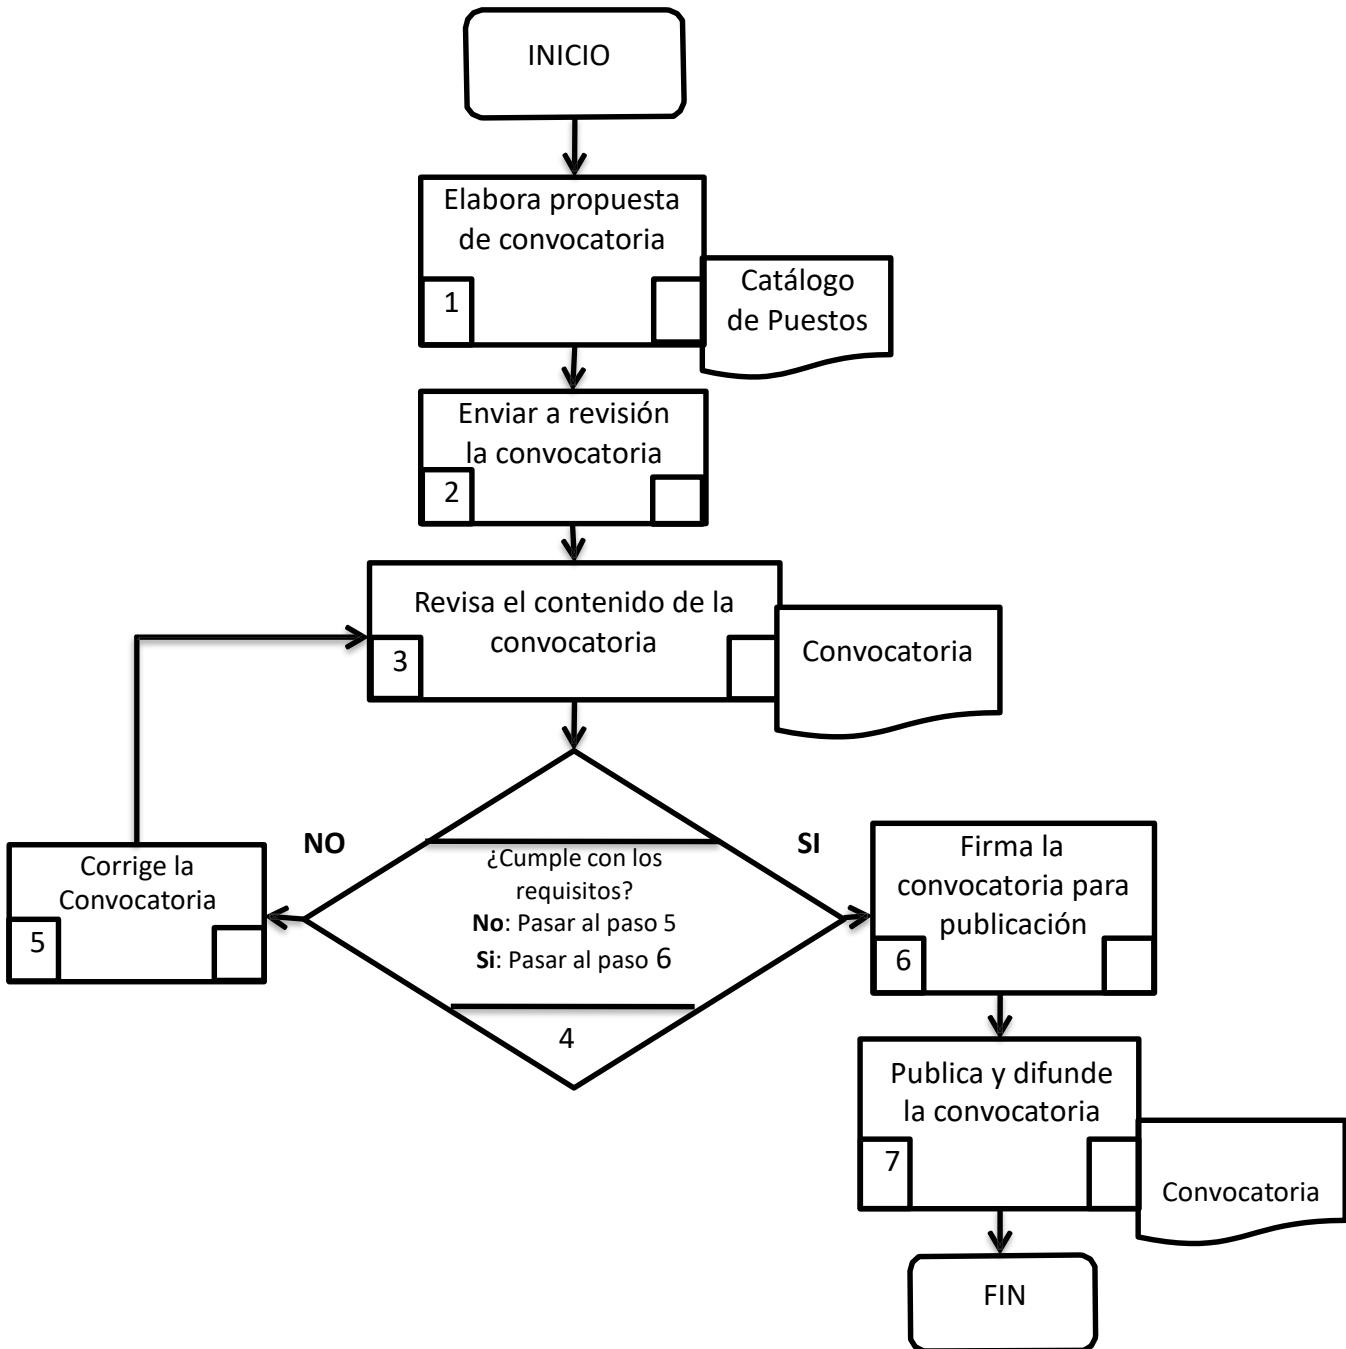 INICIO
Elabora propuesta
de convocatoria
1
Catálogo
de Puestos
Enviar a revisión
la convocatoria
2
Revisa el contenido de la
convocatoria
3
Convocatoria
NO
SI
¿Cumple con los
requisitos?
No: Pasar al paso 5
Si: Pasar al paso 6
4
Corrige la
Convocatoria
5
Firma la
convocatoria para
publicación
6
Publica y difunde
la convocatoria
7
Convocatoria
FIN